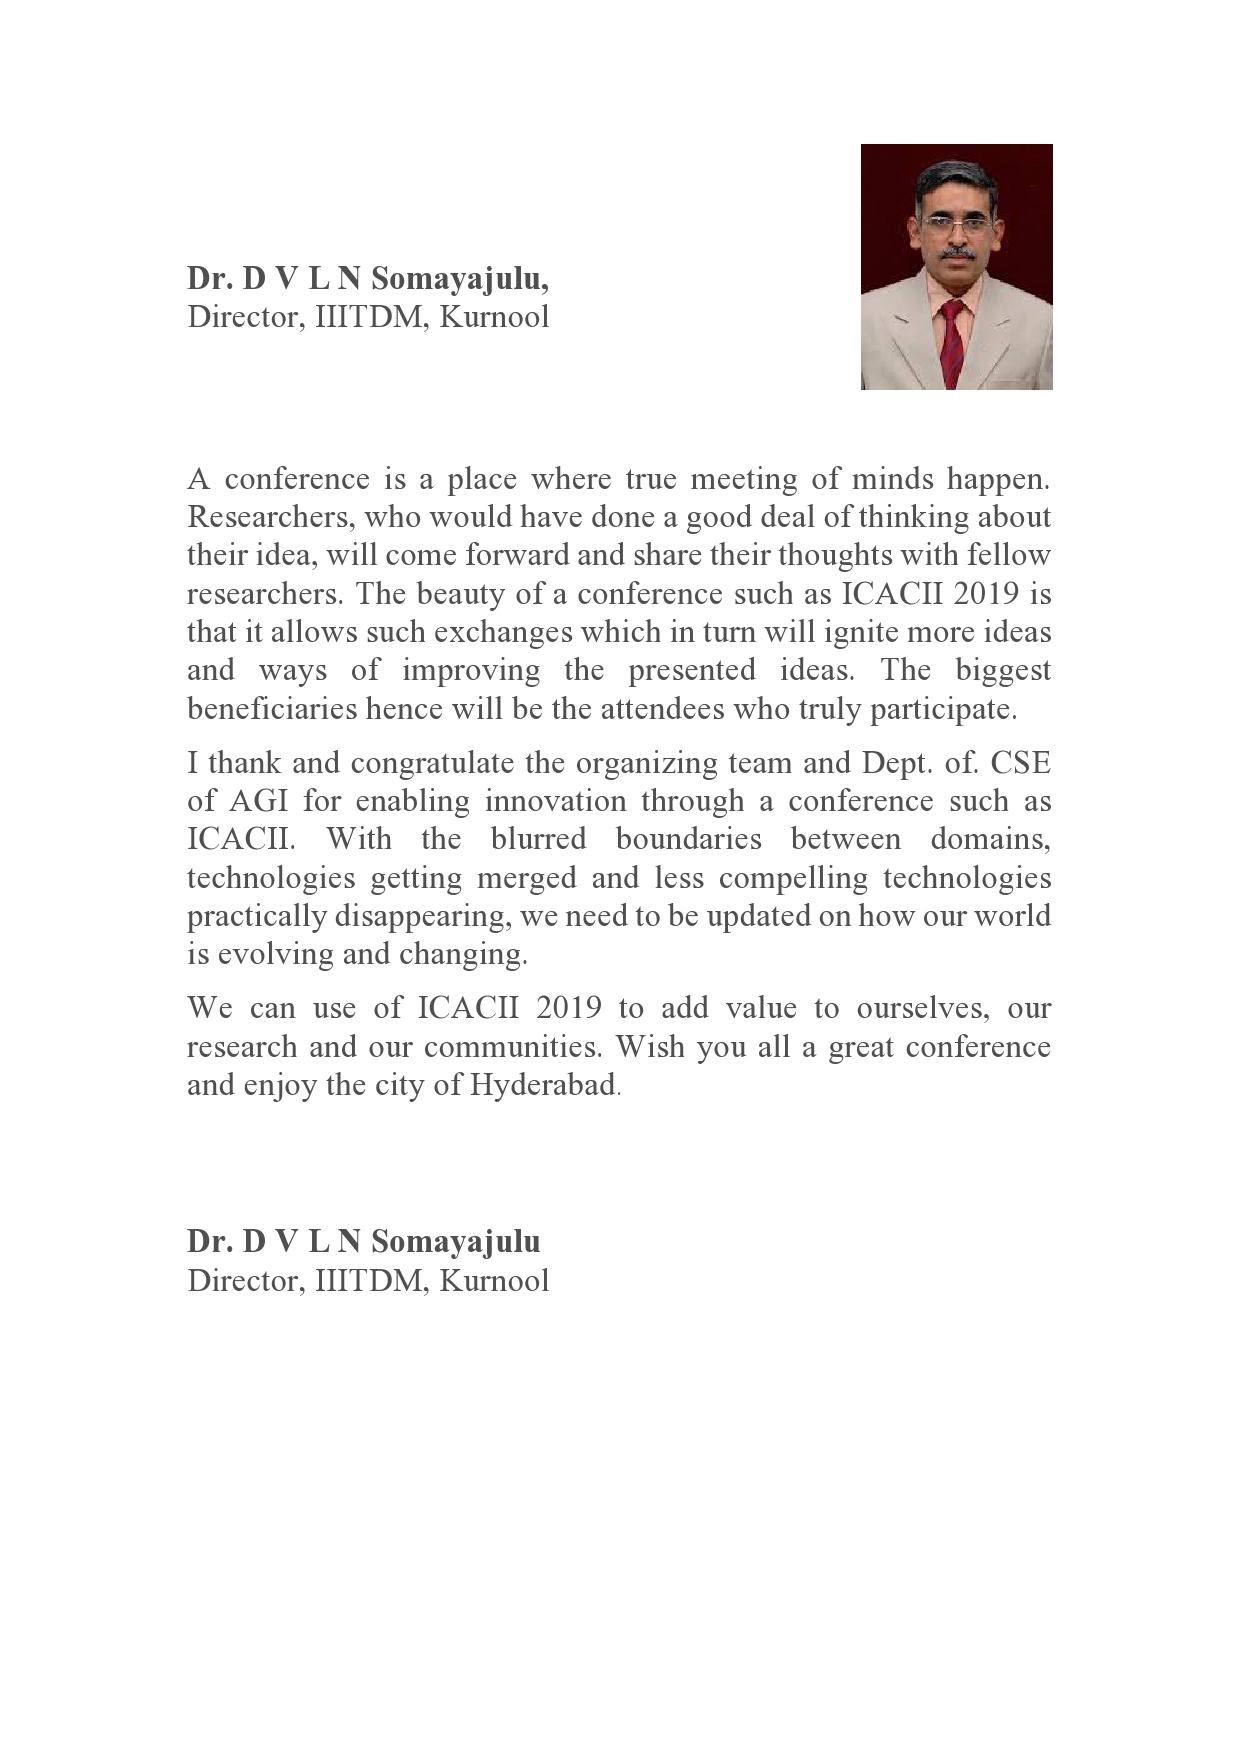 Dr. D V L N Somayajulu,
Director, IIITDM, Kurnool
A conference is a place where true meeting of minds happen.
Researchers, who would have done a good deal of thinking about
their idea, will come forward and share their thoughts with fellow
researchers. The beauty of a conference such as ICACII 2019 is
that it allows such exchanges which in turn will ignite more ideas
and ways of improving the presented ideas. The biggest
beneficiaries hence will be the attendees who truly participate.
I thank and congratulate the organizing team and Dept. of. CSE
of AGI for enabling innovation through a conference such as
ICACII. With the blurred boundaries between domains,
technologies getting merged and less compelling technologies
practically disappearing, we need to be updated on how our world
is evolving and changing.
We can use of ICACII 2019 to add value to ourselves, our
research and our communities. Wish you all a great conference
and enjoy the city of Hyderabad.
Dr. D V L N Somayajulu
Director, IIITDM, Kurnool